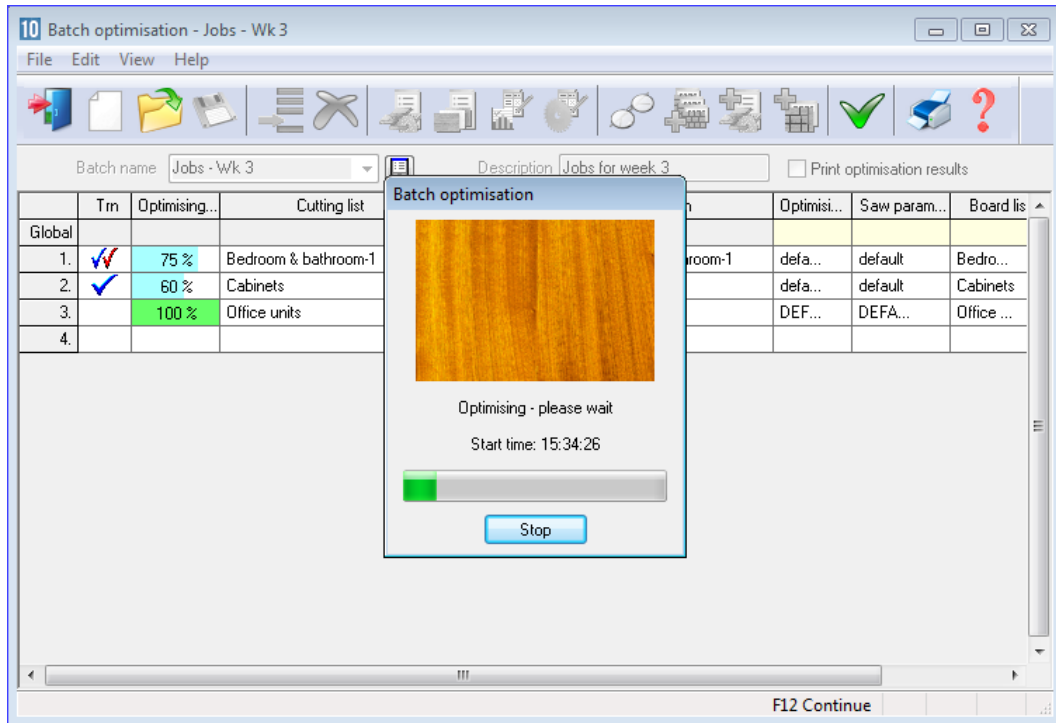 10 Batch optimisation - Jobs - Wk 3
File Edit View Help
Batch name Jobs - Wk 3 Description Jobs for week 3 Print optimisation results
Trn Optimising... Cutting list Optimisi... Saw param... Board lis
Global
1. 75 % Bedroom & bathroom-1 room-1 defa... default Bedro...
2. 60 % Cabinets defa... default Cabinets
3. 100 % Office units DEF... DEFA... Office ...
4.
Batch optimisation
Optimising - please wait
Start time: 15:34:26
Stop
F12 Continue